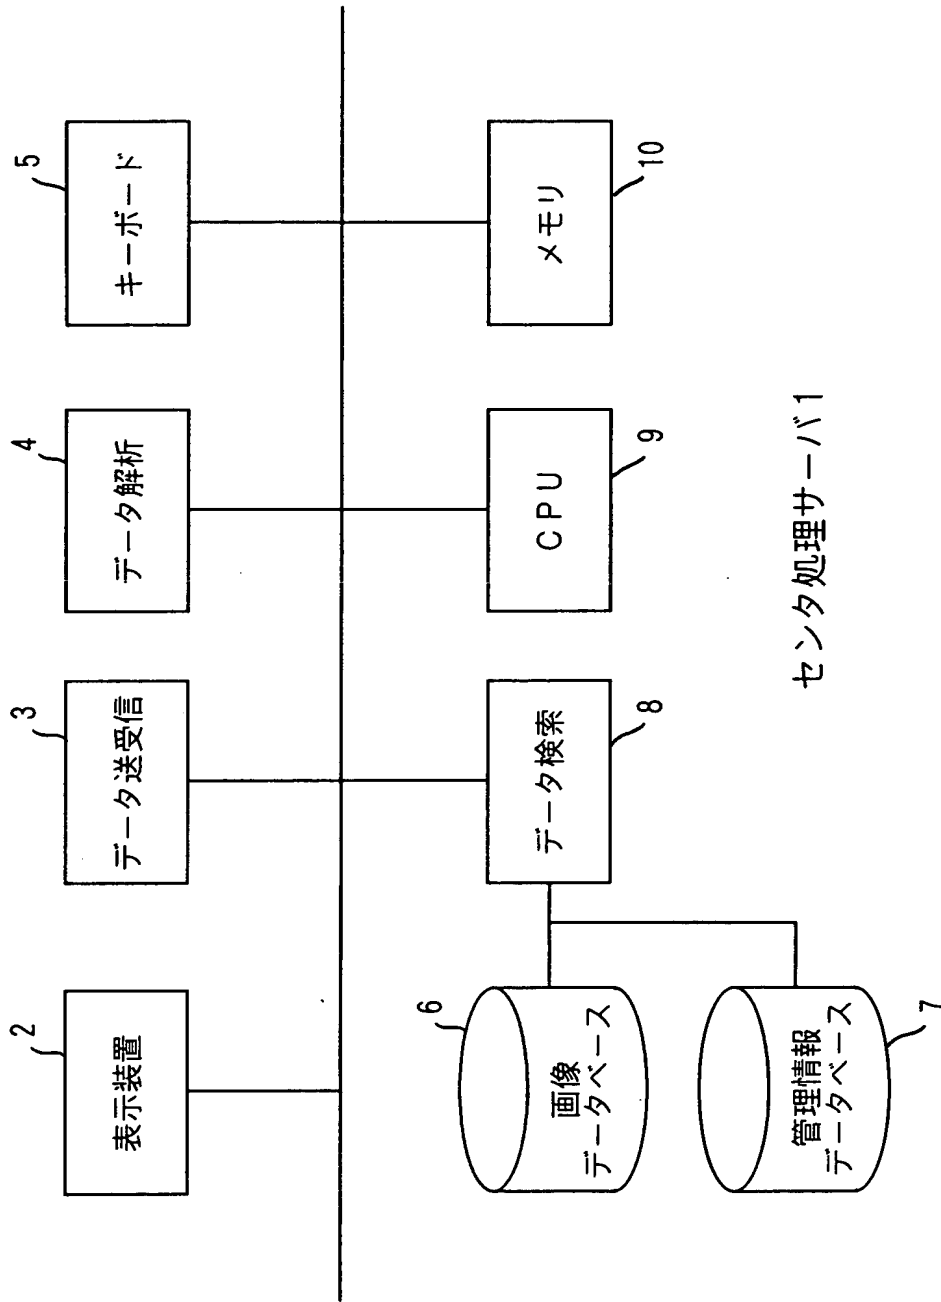 2
表示装置
3
データ送受信
4
データ解析
5
キーボード
6
画像
データベース
7
管理情報
データベース
8
データ検索
9
CPU
10
メモリ
センタ処理サーバ1